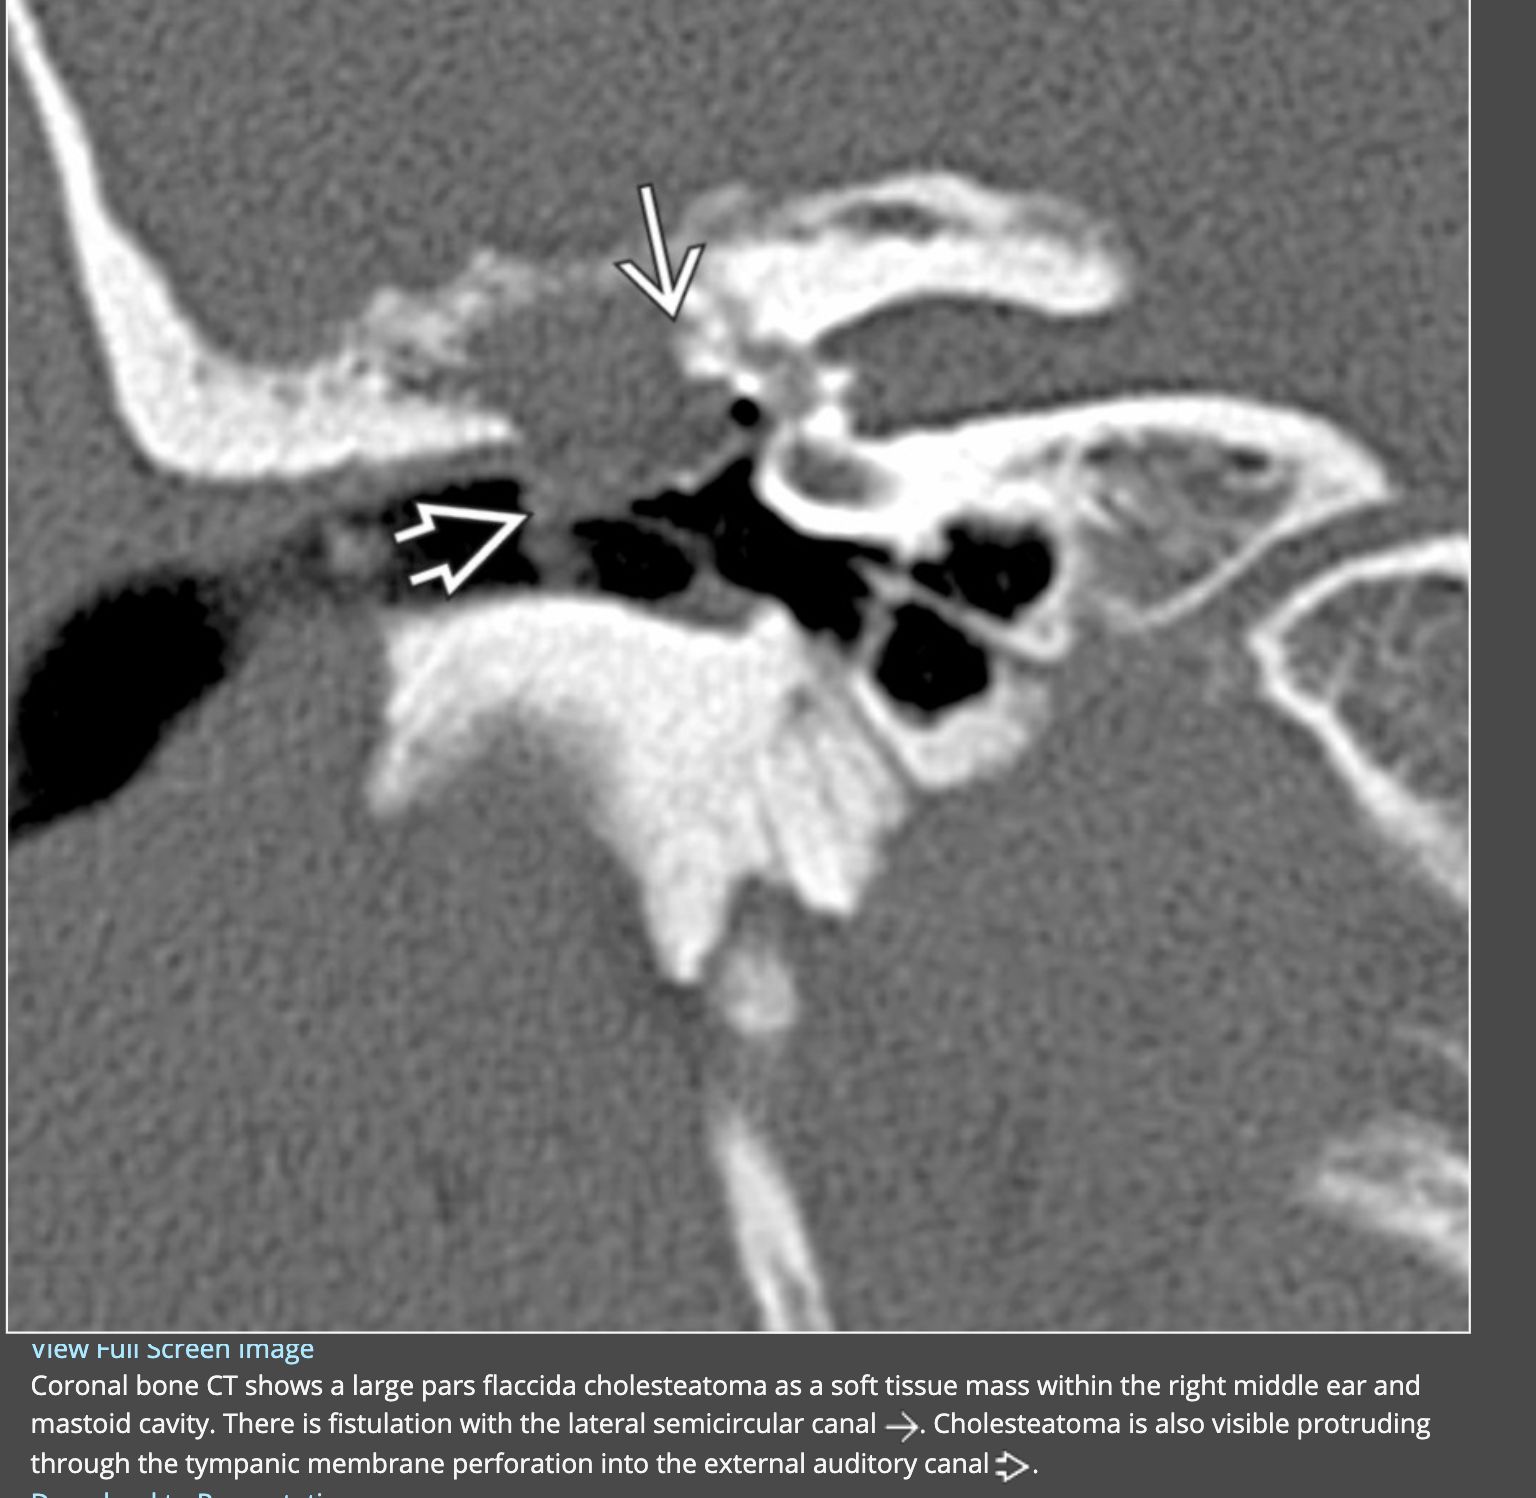 View Full Screen Image
Coronal bone CT shows a large pars flaccida cholesteatoma as a soft tissue mass within the right middle ear and
mastoid cavity. There is fistulation with the lateral semicircular canal →. Cholesteatoma is also visible protruding
through the tympanic membrane perforation into the external auditory canal ⇨.